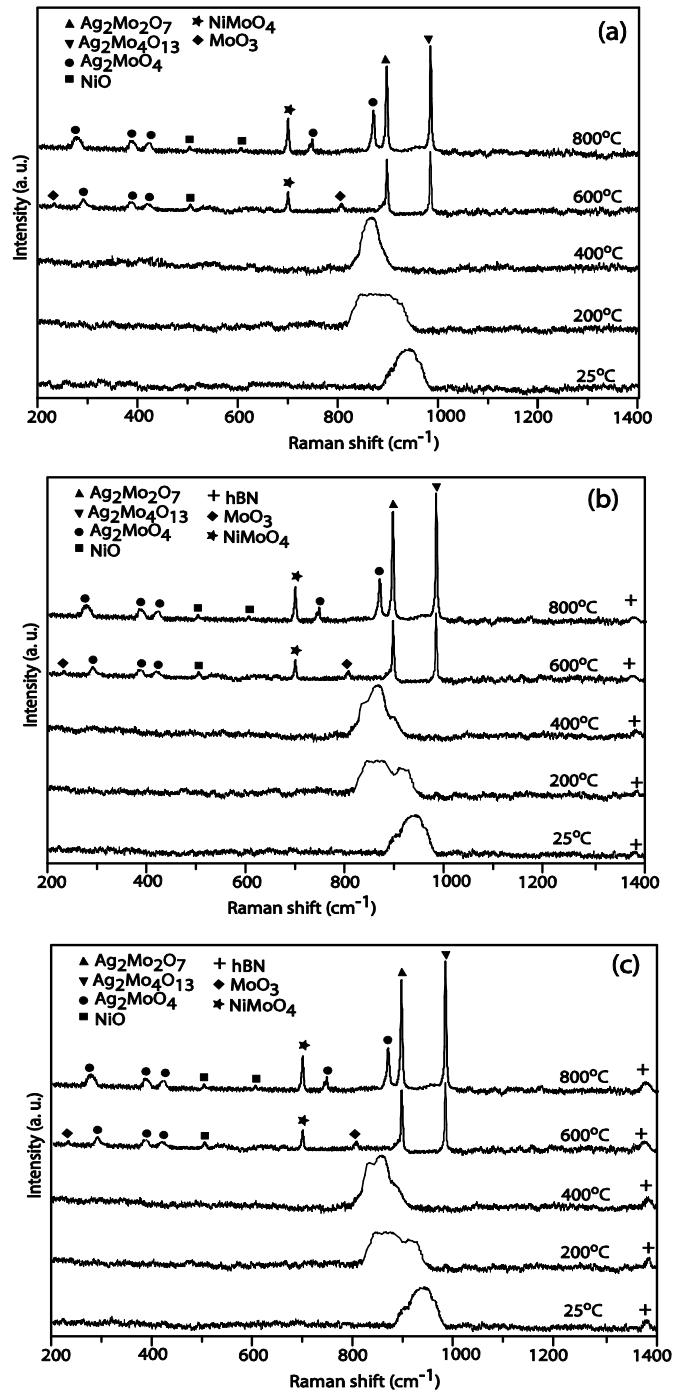 ▲ Ag2Mo2O7 ★ NiMoO4
▼ Ag2Mo4O13 ◆ MoO3
● Ag2MoO4
■ NiO
(a)
800°C
600°C
400°C
200°C
25°C
Intensity (a. u.)
200 400 600 800 1000 1200 1400
Raman shift (cm-1)
▲ Ag2Mo2O7 + hBN
▼ Ag2Mo4O13 ◆ MoO3
● Ag2MoO4 ★ NiMoO4
■ NiO
(b)
800°C
600°C
400°C
200°C
25°C
Intensity (a. u.)
200 400 600 800 1000 1200 1400
Raman shift (cm-1)
▲ Ag2Mo2O7 + hBN
▼ Ag2Mo4O13 ◆ MoO3
● Ag2MoO4 ★ NiMoO4
■ NiO
(c)
800°C
600°C
400°C
200°C
25°C
Intensity (a. u.)
200 400 600 800 1000 1200 1400
Raman shift (cm-1)